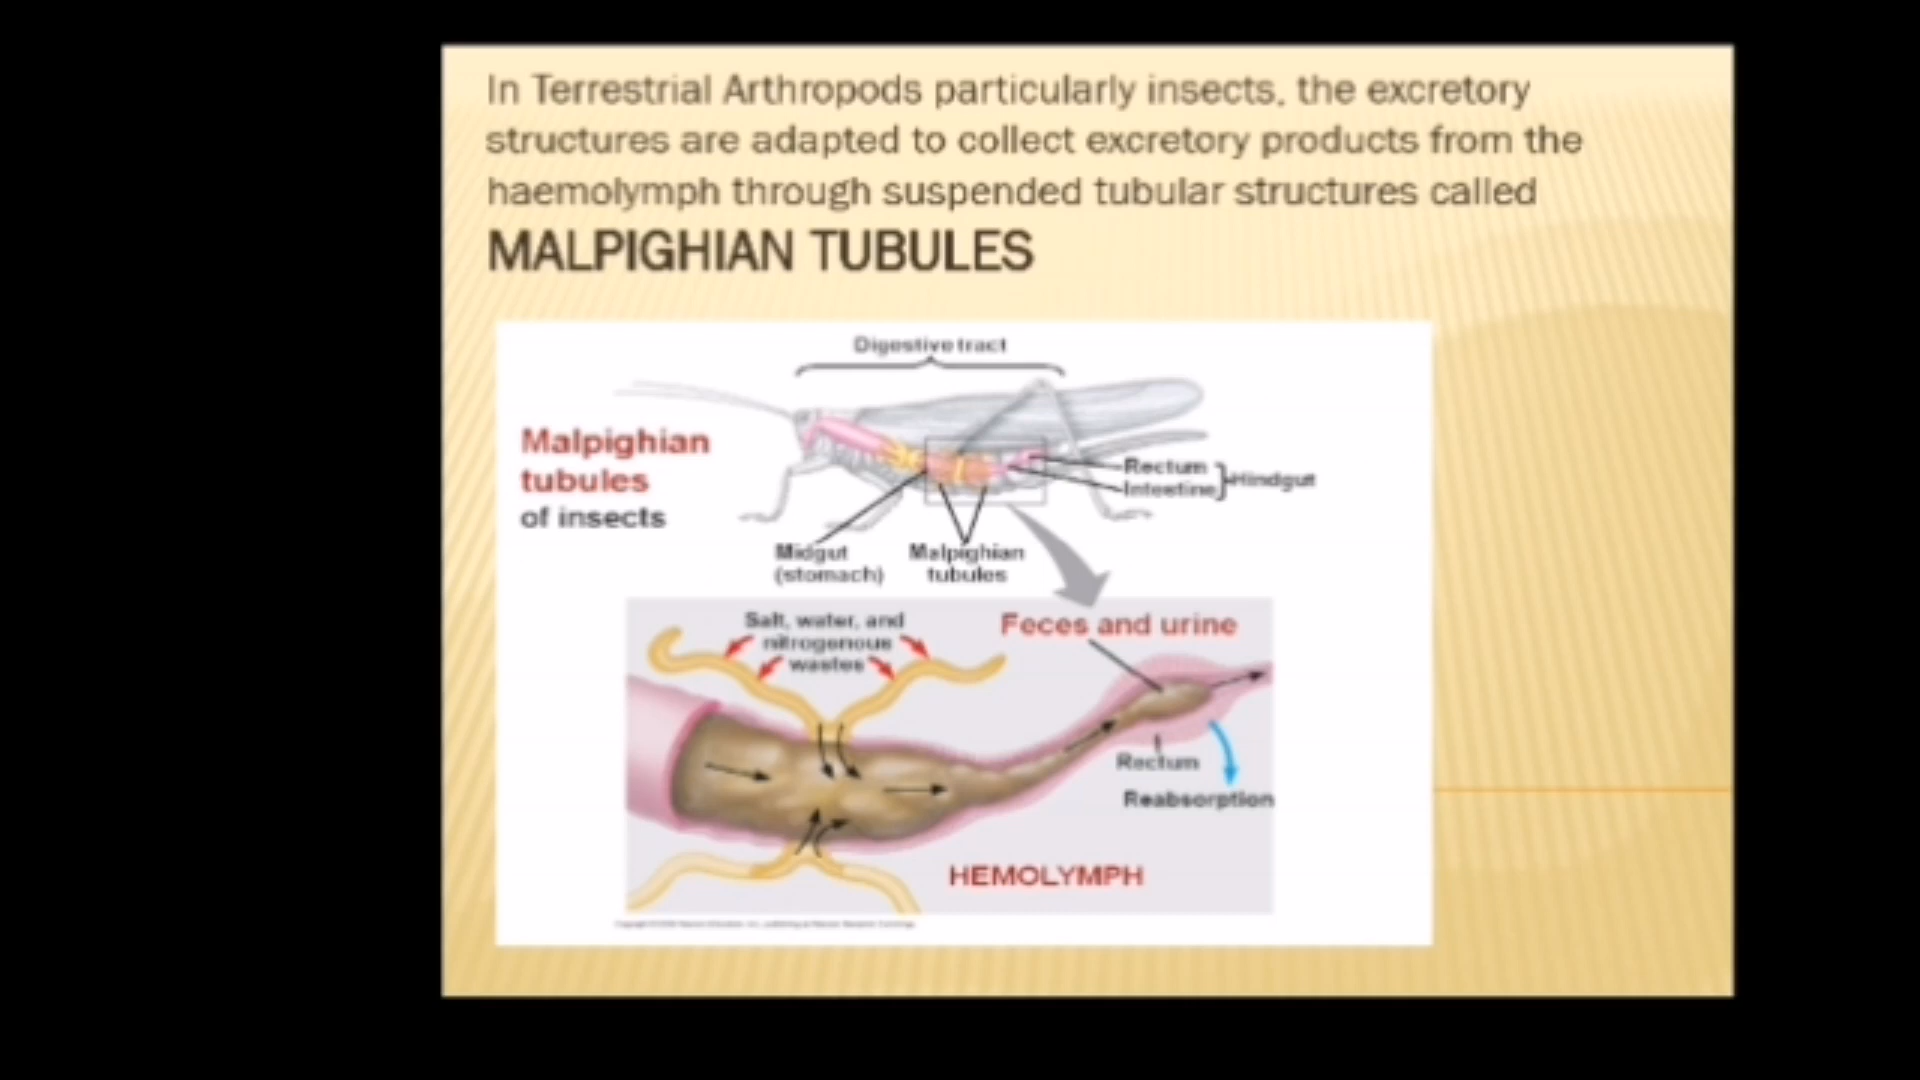 In Terrestrial Arthropods particularly insects, the excretory
structures are adapted to collect excretory products from the
haemolymph through suspended tubular structures called
MALPIGHIAN TUBULES
Digestive tract
Malpighian
tubules
of insects
Rectum
Intestine
Hindgut
Midgut
(stomach)
Malpighian
tubules
Salt, water, and
nitrogenous
wastes
Feces and urine
Rectum
Reabsorption
HEMOLYMPH